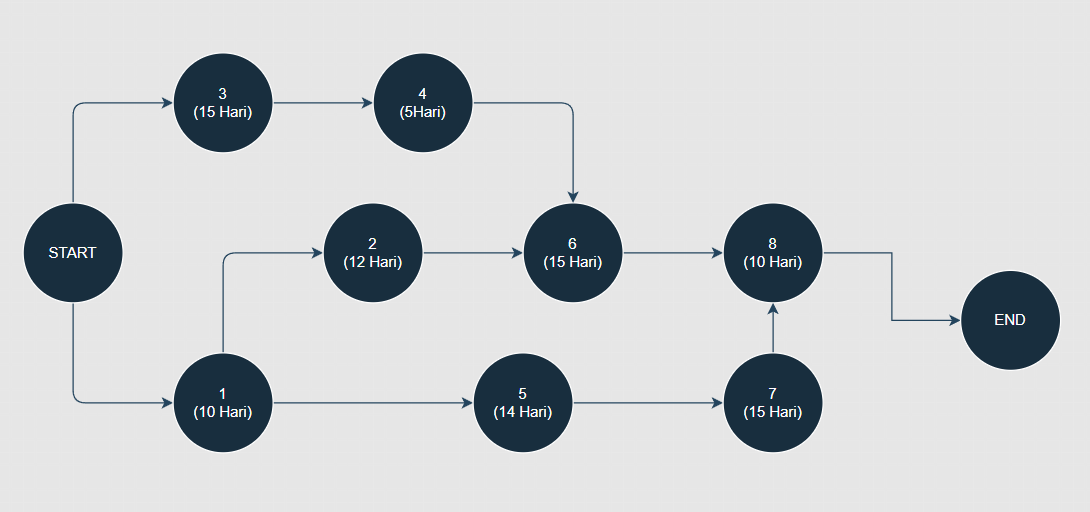 3
(15 Hari)
4
(5Hari)
START
2
(12 Hari)
6
(15 Hari)
8
(10 Hari)
END
1
(10 Hari)
5
(14 Hari)
7
(15 Hari)